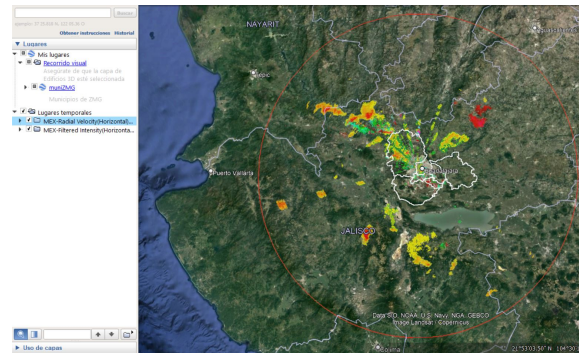 Buscar
Obtener instrucciones Historial
Lugares
Mis lugares
Recorrido visual
Asegúrate de que la capa de
Edificios 3D esté seleccionada
muniZMG
Municipios de ZMG
Lugares temporales
MEX-Radial Velocity(Horizontal)...
MEX-Filtered Intensity(Horizonta...
Uso de capas
NAYARIT
Tepic
Puerto Vallarta
JALISCO
Colima
Data SIO, NOAA, U.S. Navy, NGA, GEBCO
Image Landsat / Copernicus